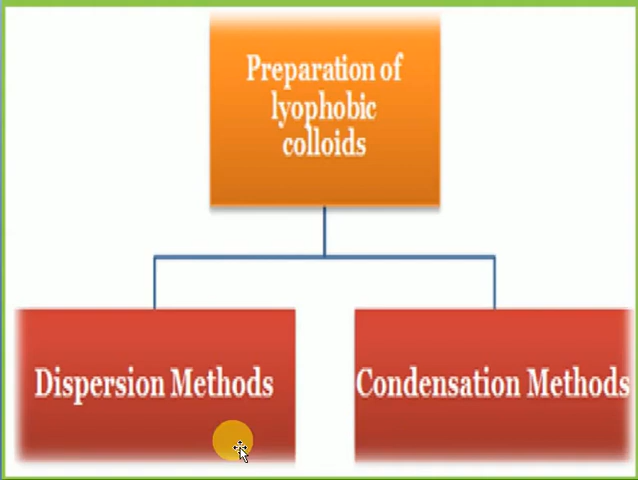 Preparation of
lyophobic
colloids
Dispersion Methods
Condensation Methods